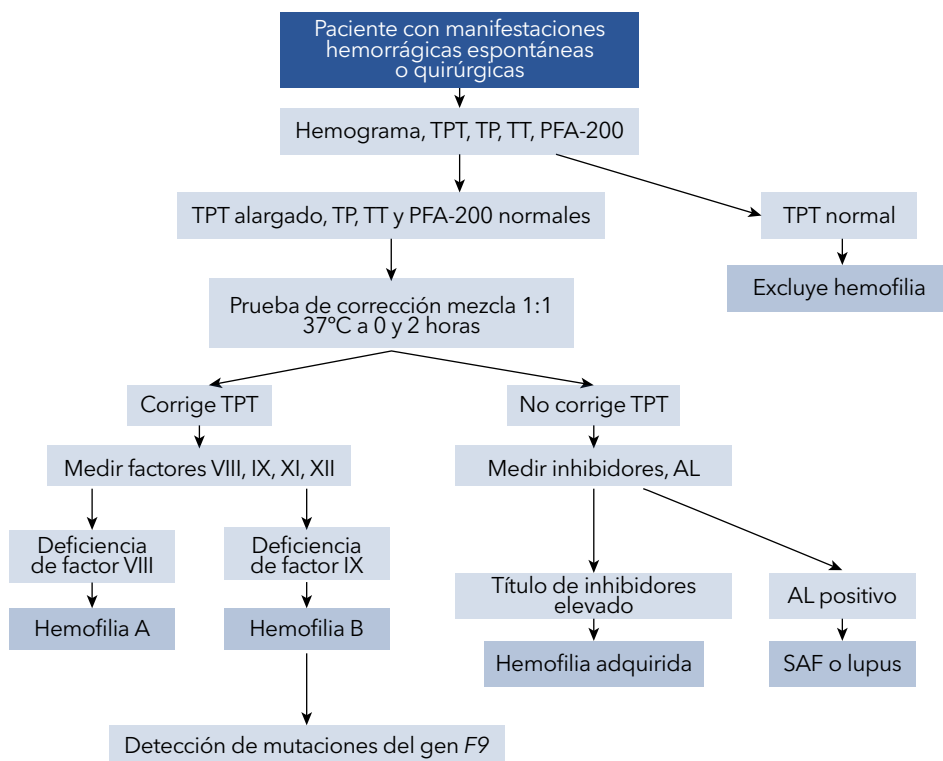 Paciente con manifestaciones
hemorrágicas espontáneas
o quirúrgicas
Hemograma, TPT, TP, TT, PFA-200
TPT alargado, TP, TT y PFA-200 normales
TPT normal
Excluye hemofilia
Prueba de corrección mezcla 1:1
37°C a 0 y 2 horas
Corrige TPT
No corrige TPT
Medir factores VIII, IX, XI, XII
Medir inhibidores, AL
Deficiencia
de factor VIII
Deficiencia
de factor IX
Título de inhibidores
elevado
AL positivo
Hemofilia A
Hemofilia B
Hemofilia adquirida
SAF o lupus
Detección de mutaciones del gen F9